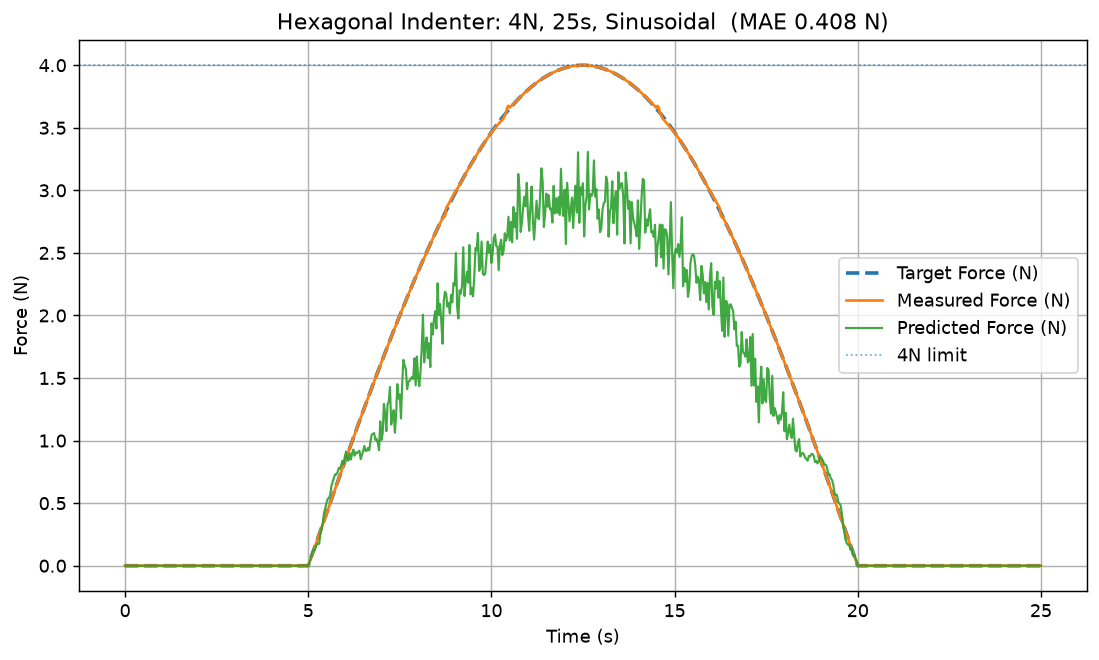 Hexagonal Indenter: 4N, 25s, Sinusoidal (MAE 0.408 N)
Force (N)
4.0
3.5
3.0
2.5
2.0
1.5
1.0
0.5
0.0
Target Force (N)
Measured Force (N)
Predicted Force (N)
4N limit
0 5 10 15 20 25
Time (s)